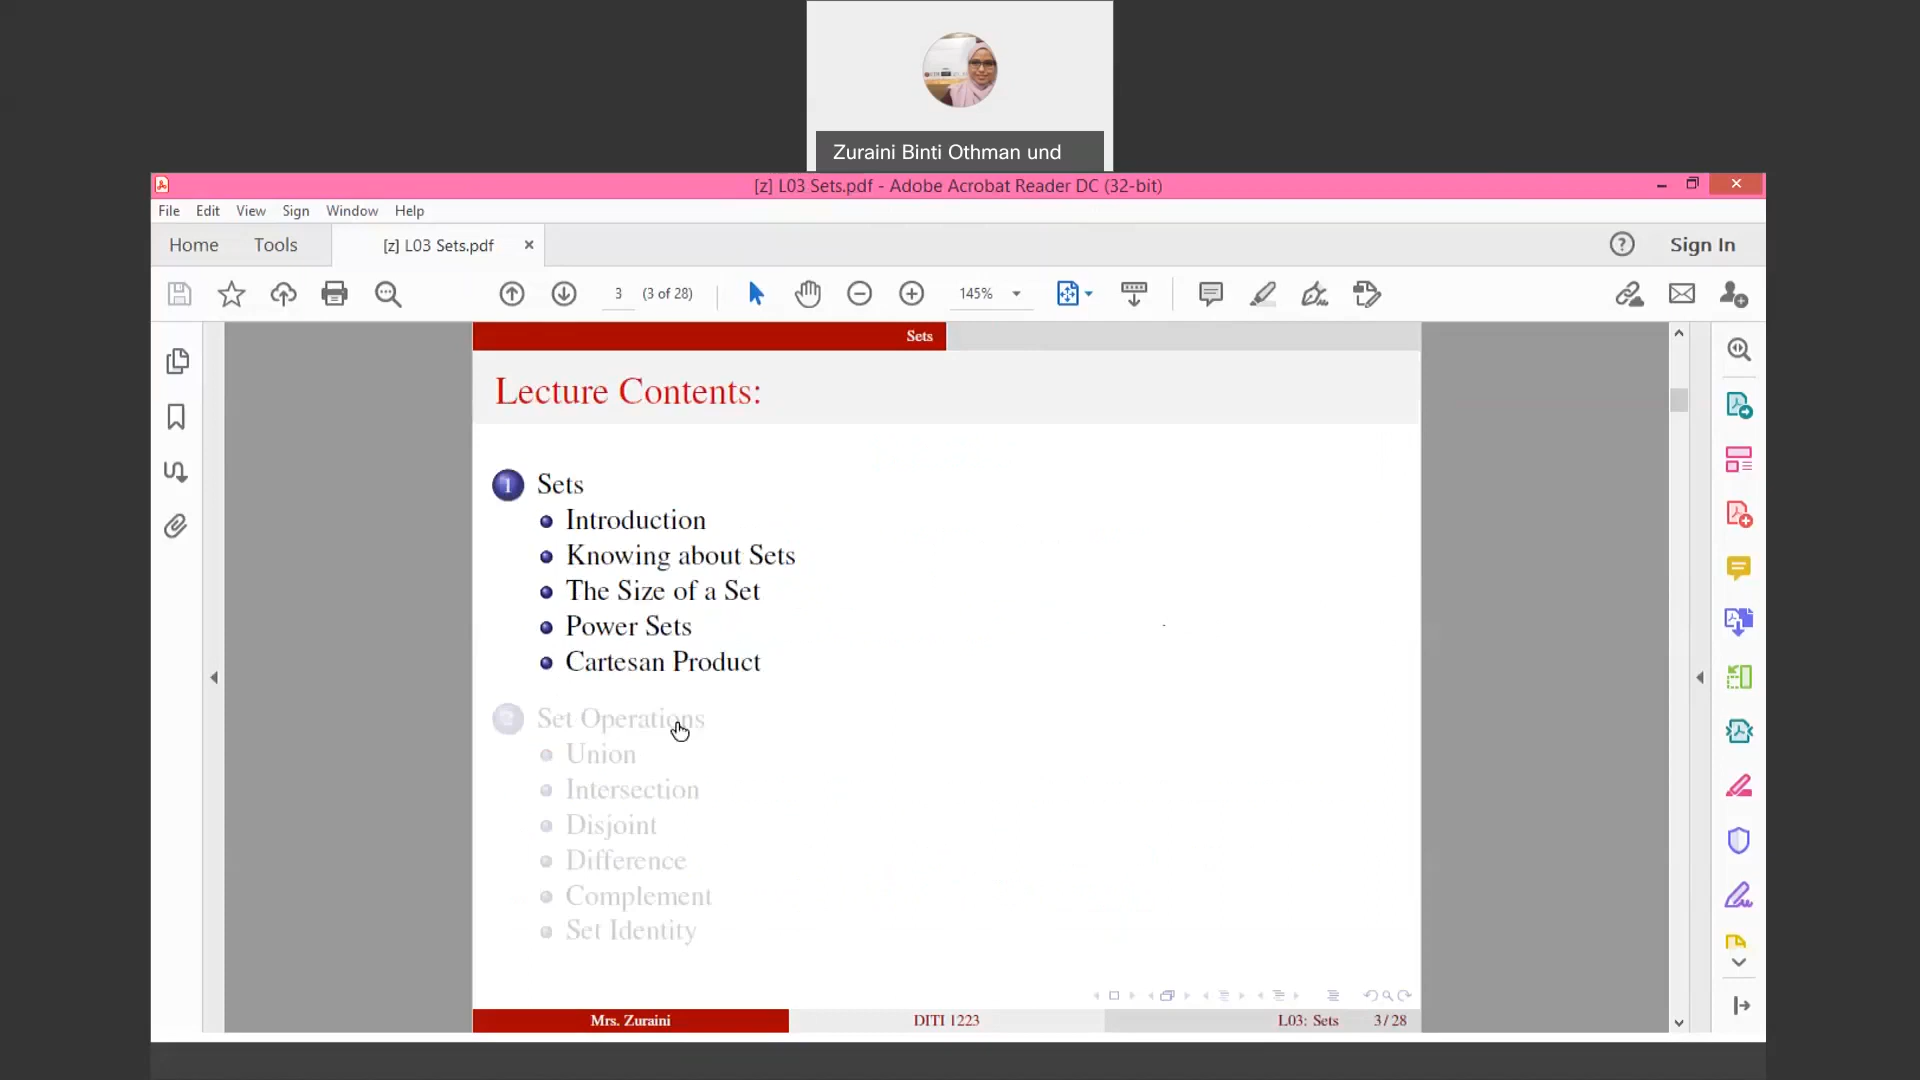 Zuraini Binti Othman und
[z] L03 Sets.pdf - Adobe Acrobat Reader DC (32-bit)
File Edit View Sign Window Help
Home Tools [z] L03 Sets.pdf Sign In
3 (3 of 28) 145%
Sets
Lecture Contents:
1 Sets
Introduction
Knowing about Sets
The Size of a Set
Power Sets
Cartesan Product
2 Set Operations
Union
Intersection
Disjoint
Difference
Complement
Set Identity
Mrs. Zuraini DITI 1223 L03: Sets 3/28